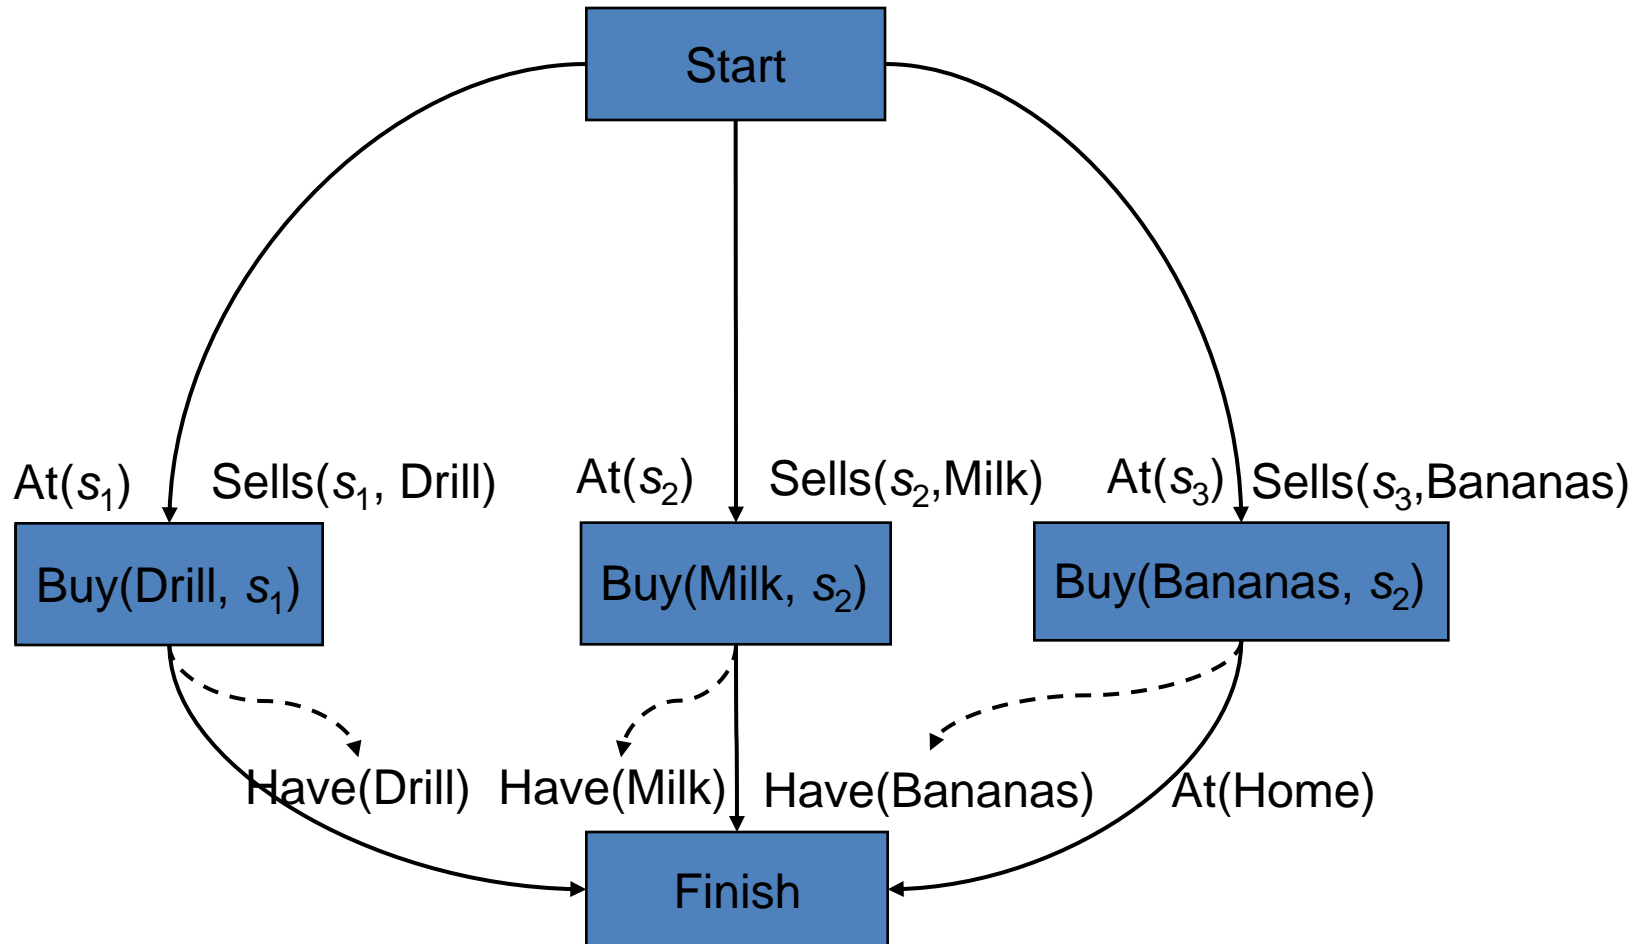 Start
At(s₁) Sells(s₁, Drill) At(s₂) Sells(s₂,Milk) At(s₃) Sells(s₃,Bananas)
Buy(Drill, s₁) Buy(Milk, s₂) Buy(Bananas, s₂)
Have(Drill) Have(Milk) Have(Bananas) At(Home)
Finish